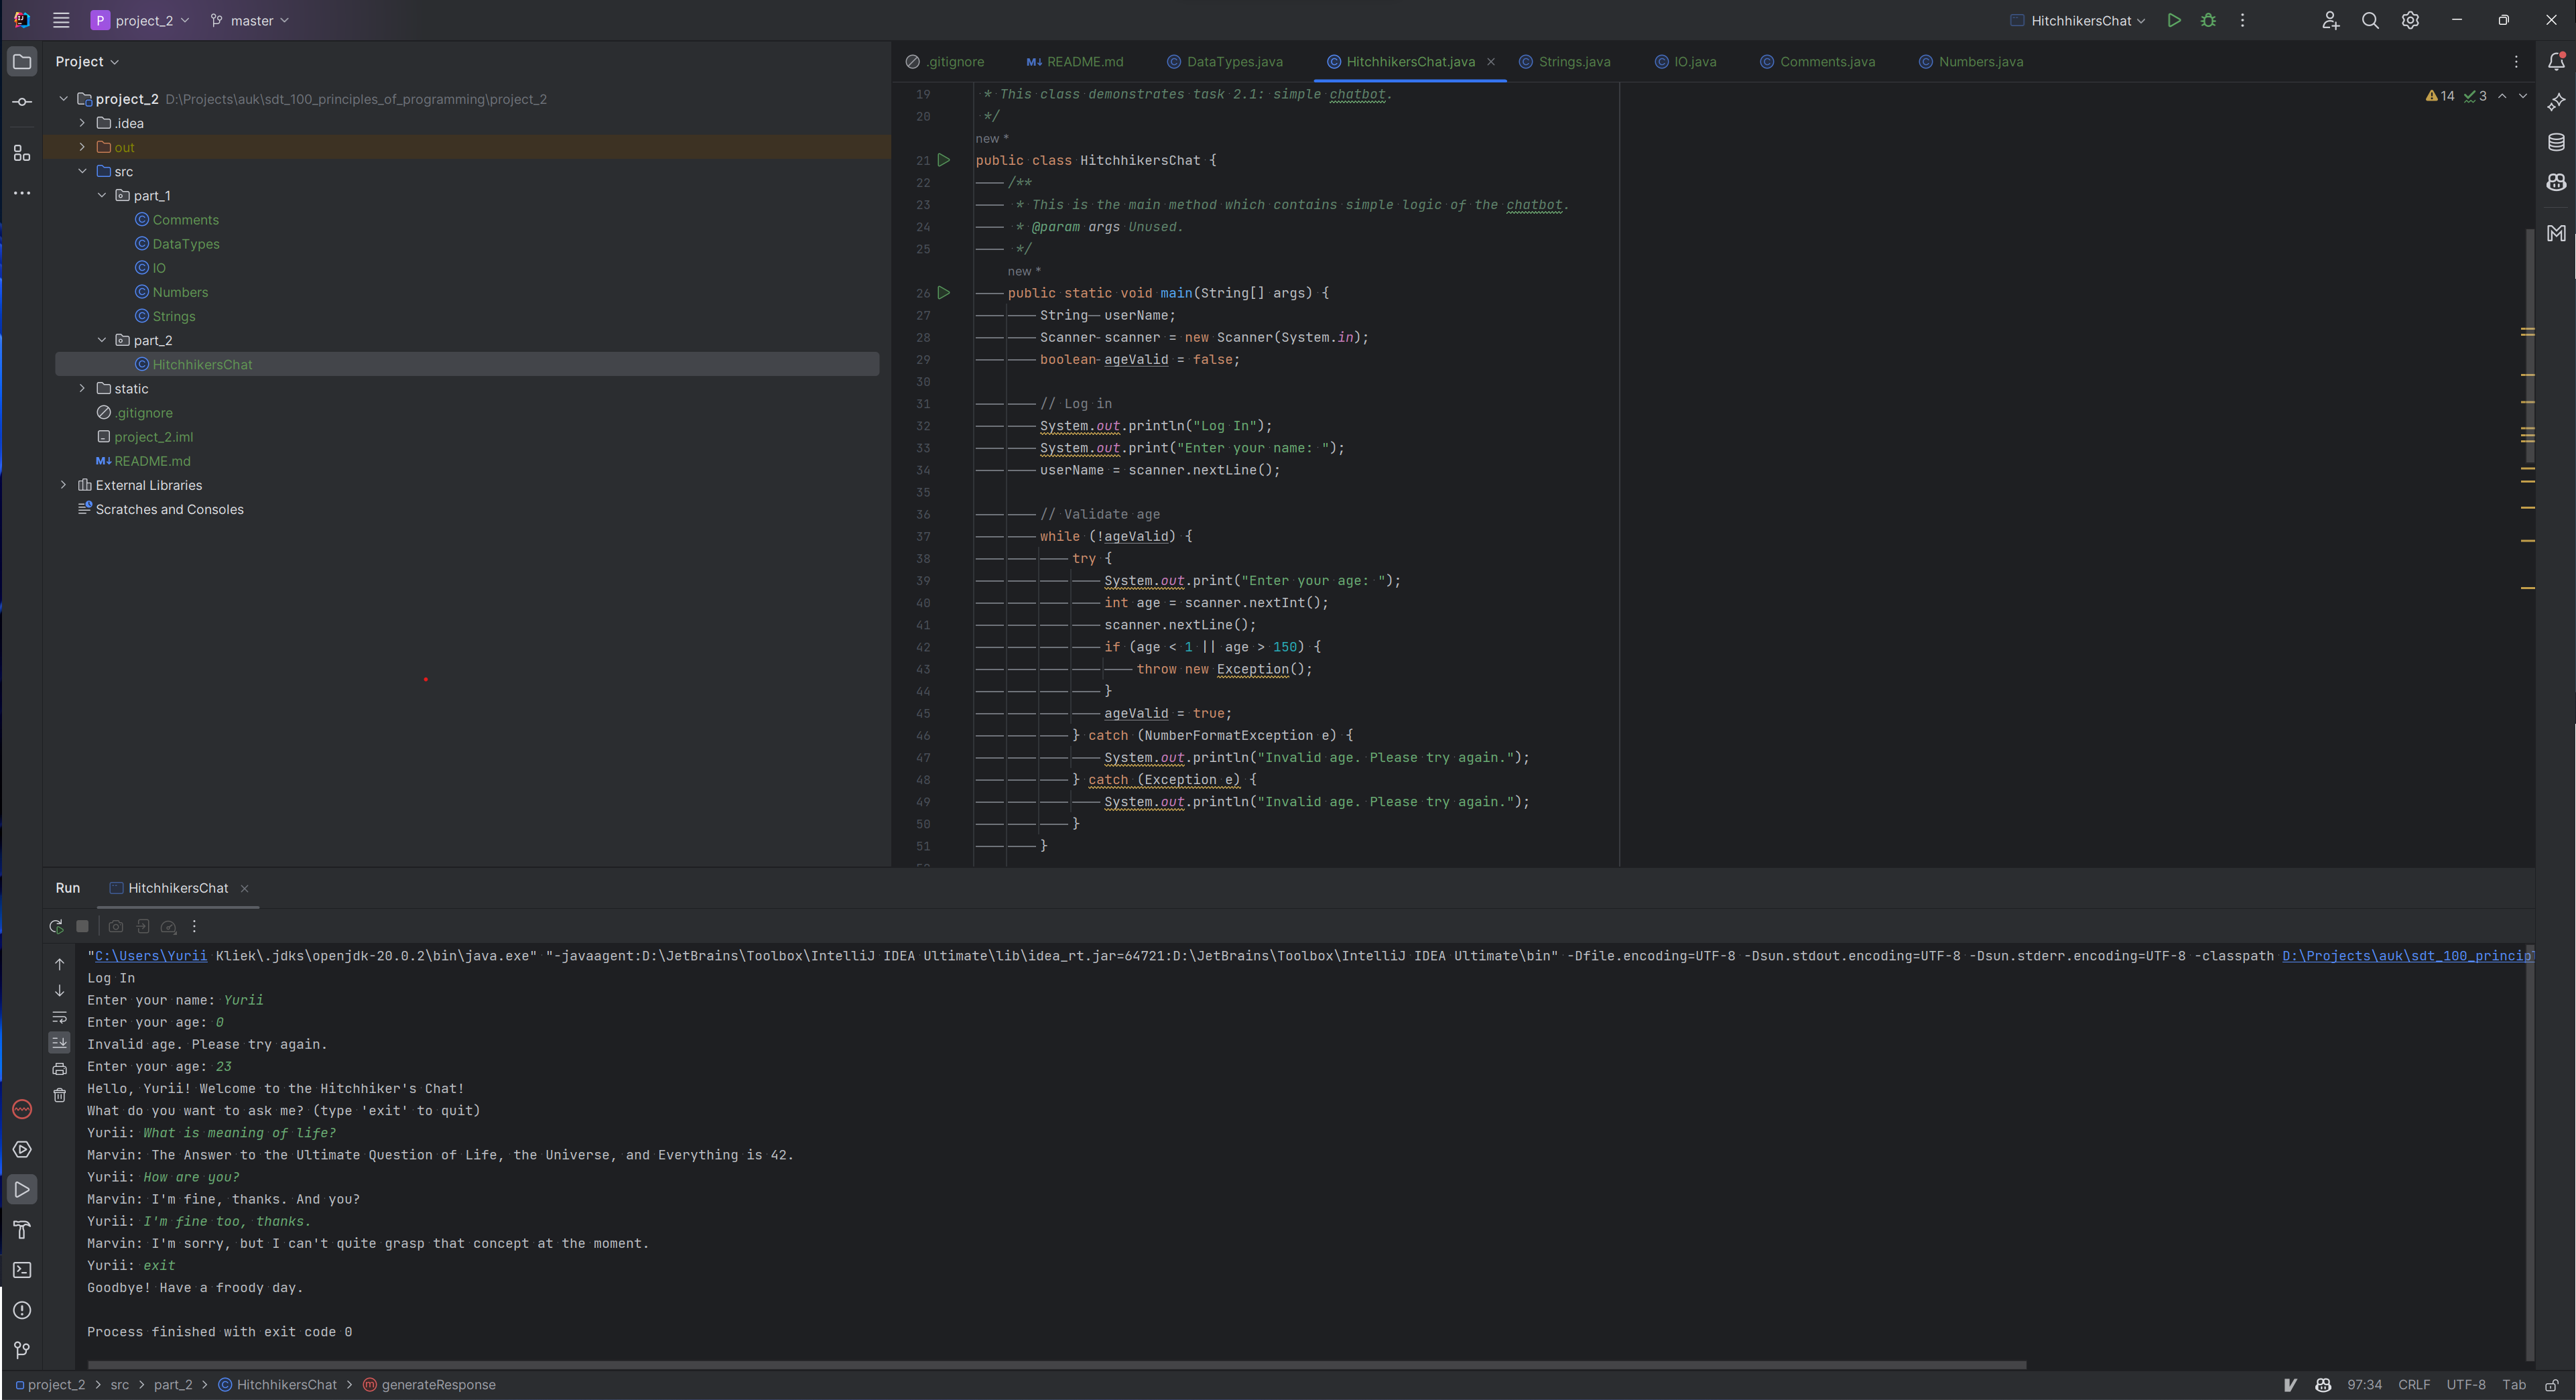 P project_2 master HitchhikersChat
Project
.gitignore README.md DataTypes.java HitchhikersChat.java Strings.java IO.java Comments.java Numbers.java
project_2 D:\Projects\auk\sdt_100_principles_of_programming\project_2
.idea
out
src
part_1
Comments
DataTypes
IO
Numbers
Strings
part_2
HitchhikersChat
static
.gitignore
project_2.iml
README.md
External Libraries
Scratches and Consoles
14 3
19 * This class demonstrates task 2.1: simple chatbot.
20 */
new *
21 public class HitchhikersChat {
22 /**
23 * This is the main method which contains simple logic of the chatbot.
24 * @param args Unused.
25 */
new *
26 public static void main(String[] args) {
27 String userName;
28 Scanner scanner = new Scanner(System.in);
29 boolean ageValid = false;
30
31 // Log in
32 System.out.println("Log In");
33 System.out.print("Enter your name: ");
34 userName = scanner.nextLine();
35
36 // Validate age
37 while (!ageValid) {
38 try {
39 System.out.print("Enter your age: ");
40 int age = scanner.nextInt();
41 scanner.nextLine();
42 if (age < 1 || age > 150) {
43 throw new Exception();
44 }
45 ageValid = true;
46 } catch (NumberFormatException e) {
47 System.out.println("Invalid age. Please try again.");
48 } catch (Exception e) {
49 System.out.println("Invalid age. Please try again.");
50 }
51 }
Run HitchhikersChat
"C:\Users\Yurii Kliek\.jdks\openjdk-20.0.2\bin\java.exe" "-javaagent:D:\JetBrains\Toolbox\IntelliJ IDEA Ultimate\lib\idea_rt.jar=64721:D:\JetBrains\Toolbox\IntelliJ IDEA Ultimate\bin" -Dfile.encoding=UTF-8 -Dsun.stdout.encoding=UTF-8 -Dsun.stderr.encoding=UTF-8 -classpath D:\Projects\auk\sdt_100_princip
Log In
Enter your name: Yurii
Enter your age: 0
Invalid age. Please try again.
Enter your age: 23
Hello, Yurii! Welcome to the Hitchhiker's Chat!
What do you want to ask me? (type 'exit' to quit)
Yurii: What is meaning of life?
Marvin: The Answer to the Ultimate Question of Life, the Universe, and Everything is 42.
Yurii: How are you?
Marvin: I'm fine, thanks. And you?
Yurii: I'm fine too, thanks.
Marvin: I'm sorry, but I can't quite grasp that concept at the moment.
Yurii: exit
Goodbye! Have a froody day.
Process finished with exit code 0
project_2 > src > part_2 > HitchhikersChat > generateResponse 97:34 CRLF UTF-8 Tab